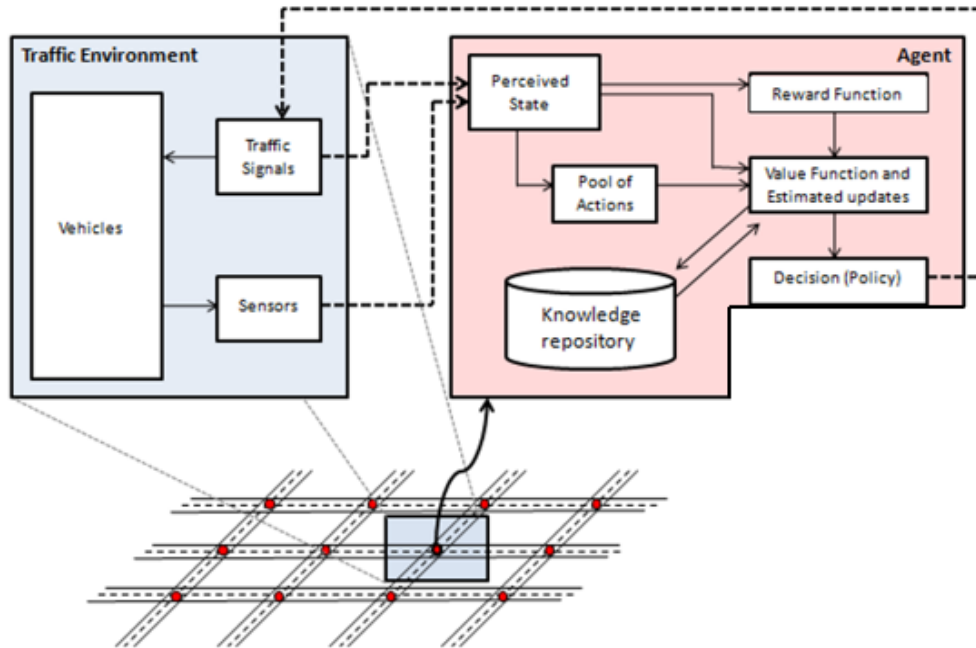 Traffic Environment
Vehicles
Traffic
Signals
Sensors
Agent
Perceived
State
Reward Function
Pool of
Actions
Value Function and
Estimated updates
Decision (Policy)
Knowledge
repository